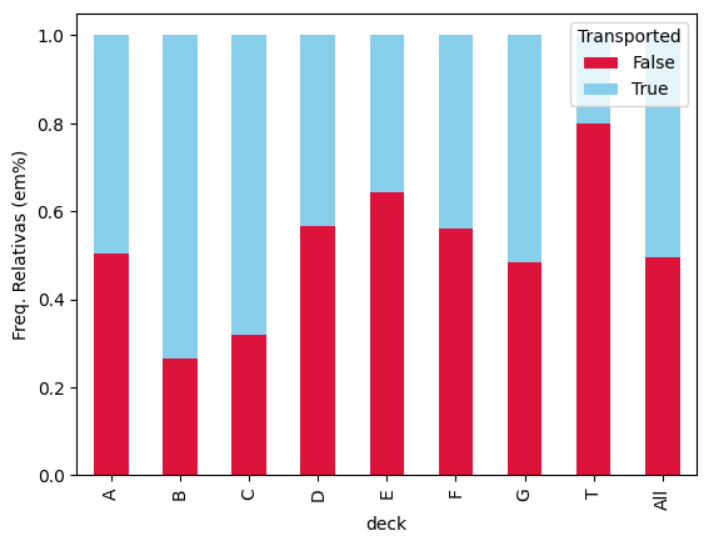 Freq. Relativas (em%)
1.0
0.8
0.6
0.4
0.2
0.0
Transported
False
True
A
B
C
D
E
F
G
T
All
deck